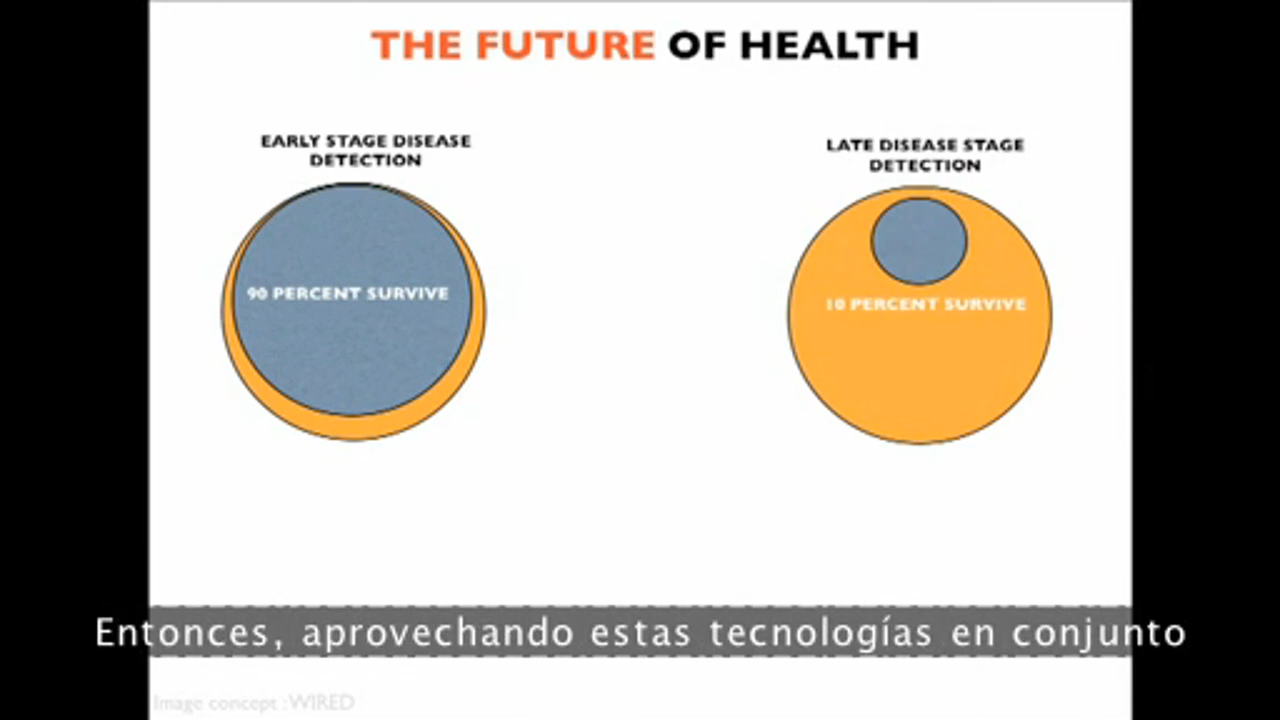 THE FUTURE OF HEALTH
EARLY STAGE DISEASE
DETECTION
90 PERCENT SURVIVE
LATE DISEASE STAGE
DETECTION
10 PERCENT SURVIVE
Entonces, aprovechando estas tecnologías en conjunto
Image concept :WIRED